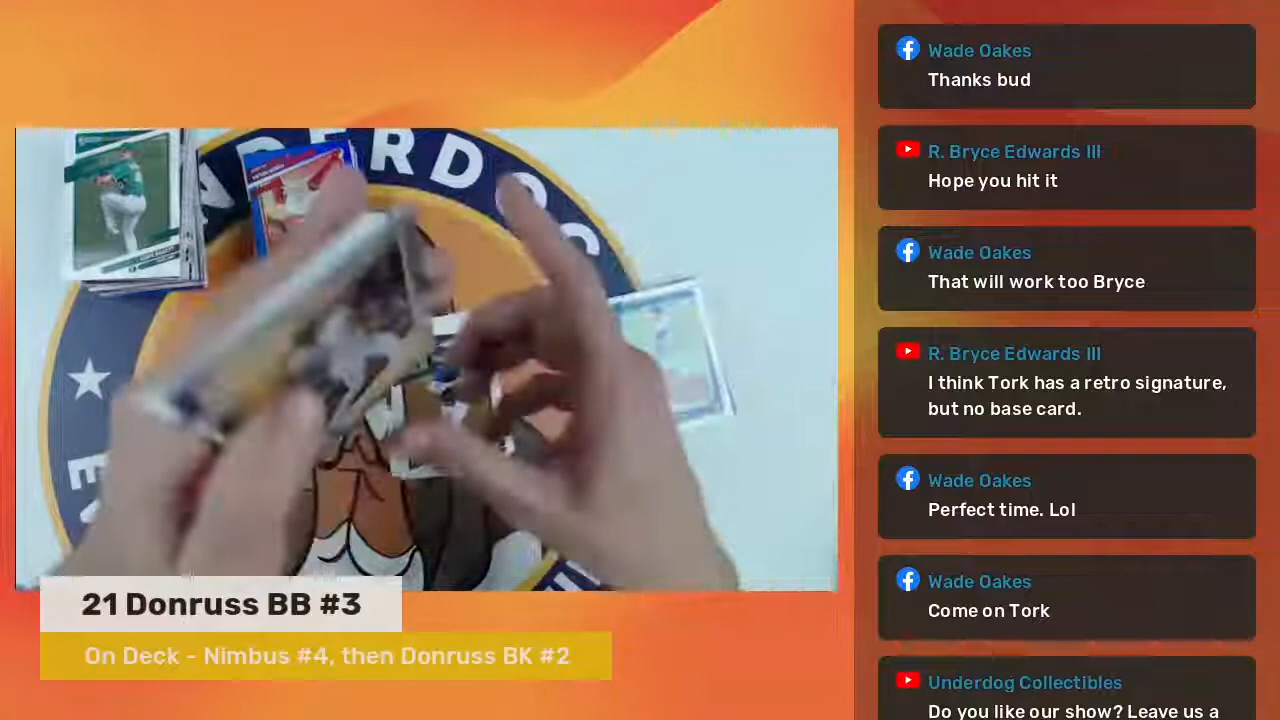 Wade Oakes
Thanks bud
R. Bryce Edwards III
Hope you hit it
Wade Oakes
That will work too Bryce
R. Bryce Edwards III
I think Tork has a retro signature,
but no base card.
Wade Oakes
Perfect time. Lol
Wade Oakes
Come on Tork
Underdog Collectibles
Do you like our show? Leave us a
21 Donruss BB #3
On Deck - Nimbus #4, then Donruss BK #2